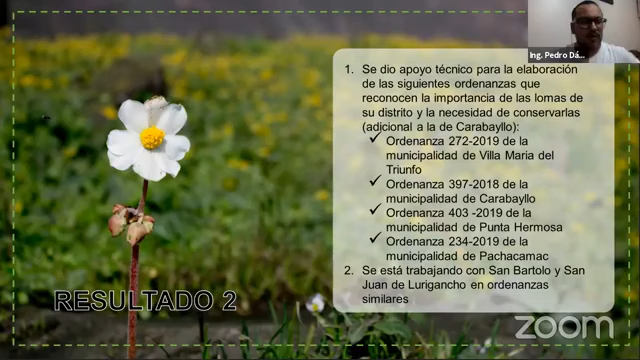 Ing. Pedro Dá...
1. Se dio apoyo técnico para la elaboración
de las siguientes ordenanzas que
reconocen la importancia de las lomas de
su distrito y la necesidad de conservarlas
(adicional a la de Carabayllo):
✓ Ordenanza 272-2019 de la
municipalidad de Villa Maria del
Triunfo
✓ Ordenanza 397-2018 de la
municipalidad de Carabayllo
✓ Ordenanza 403 -2019 de la
municipalidad de Punta Hermosa
✓ Ordenanza 234-2019 de la
municipalidad de Pachacamac
2. Se está trabajando con San Bartolo y San
Juan de Lurigancho en ordenanzas
similares
RESULTADO 2
zoom